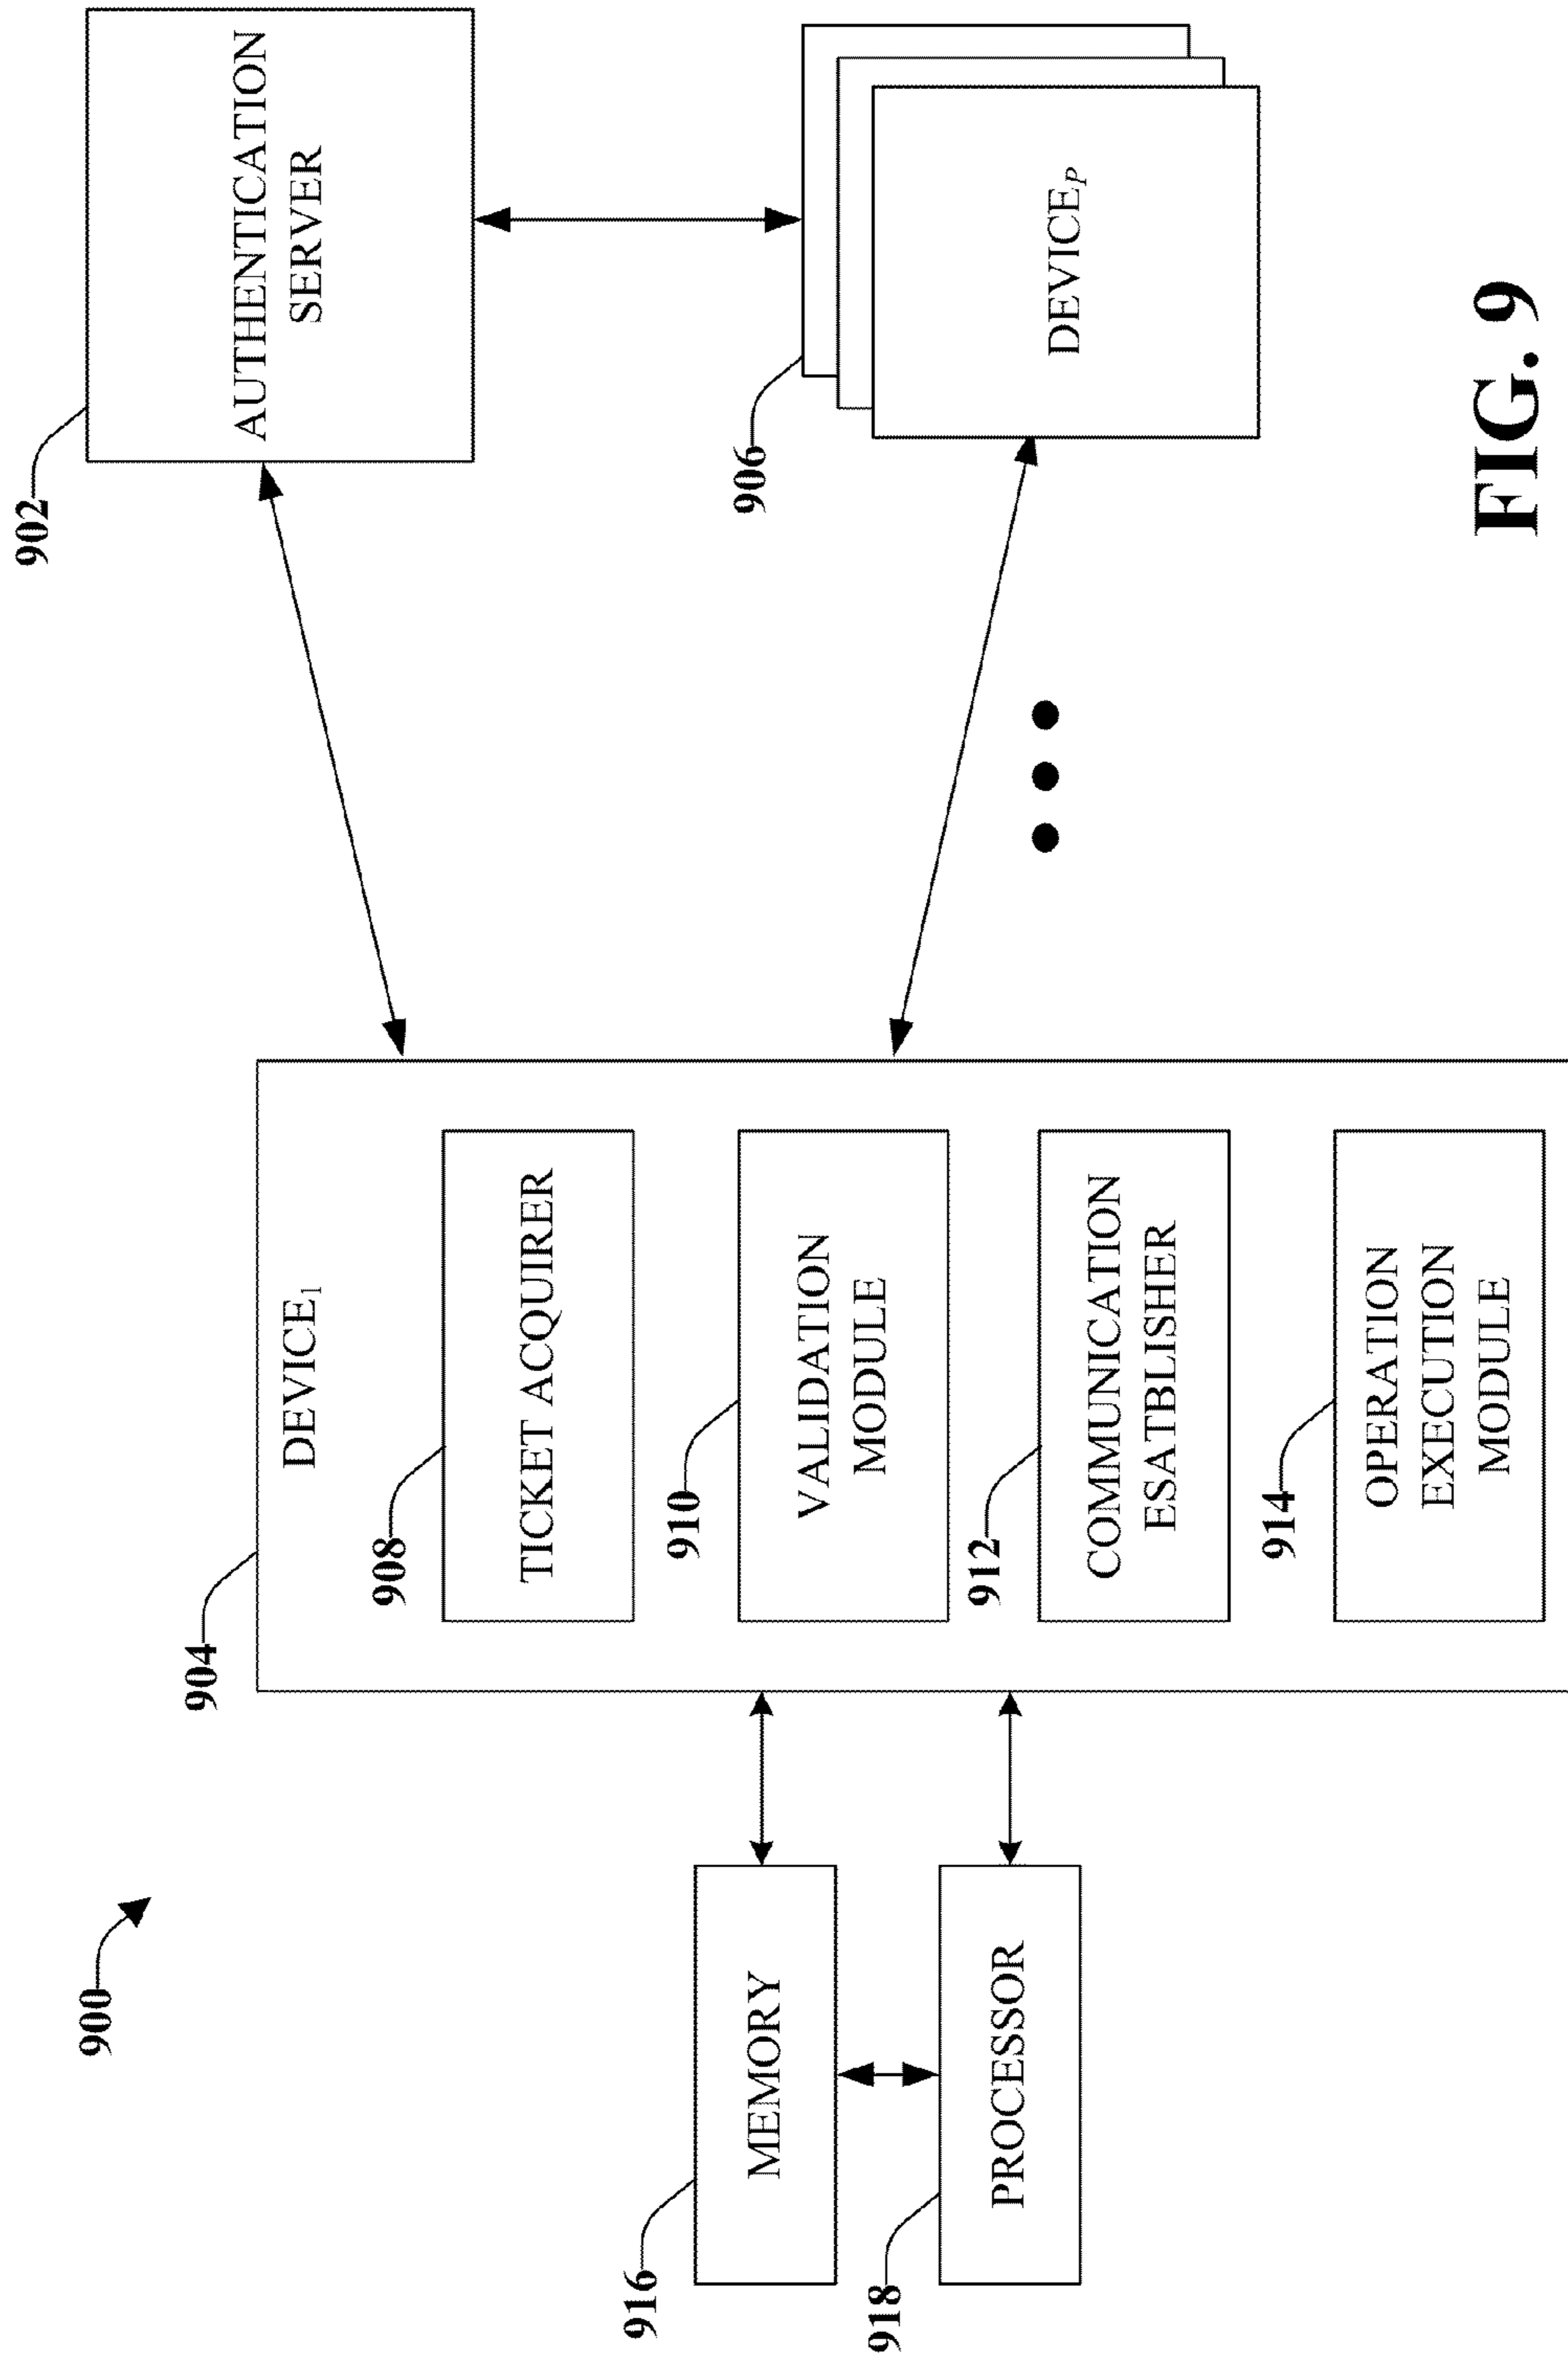 900
902
AUTHENTICATION
SERVER
904
DEVICE1
908
TICKET ACQUIRER
910
VALIDATION
MODULE
912
COMMUNICATION
ESATBLISHER
914
OPERATION
EXECUTION
MODULE
916
MEMORY
918
PROCESSOR
906
DEVICEP
FIG. 9